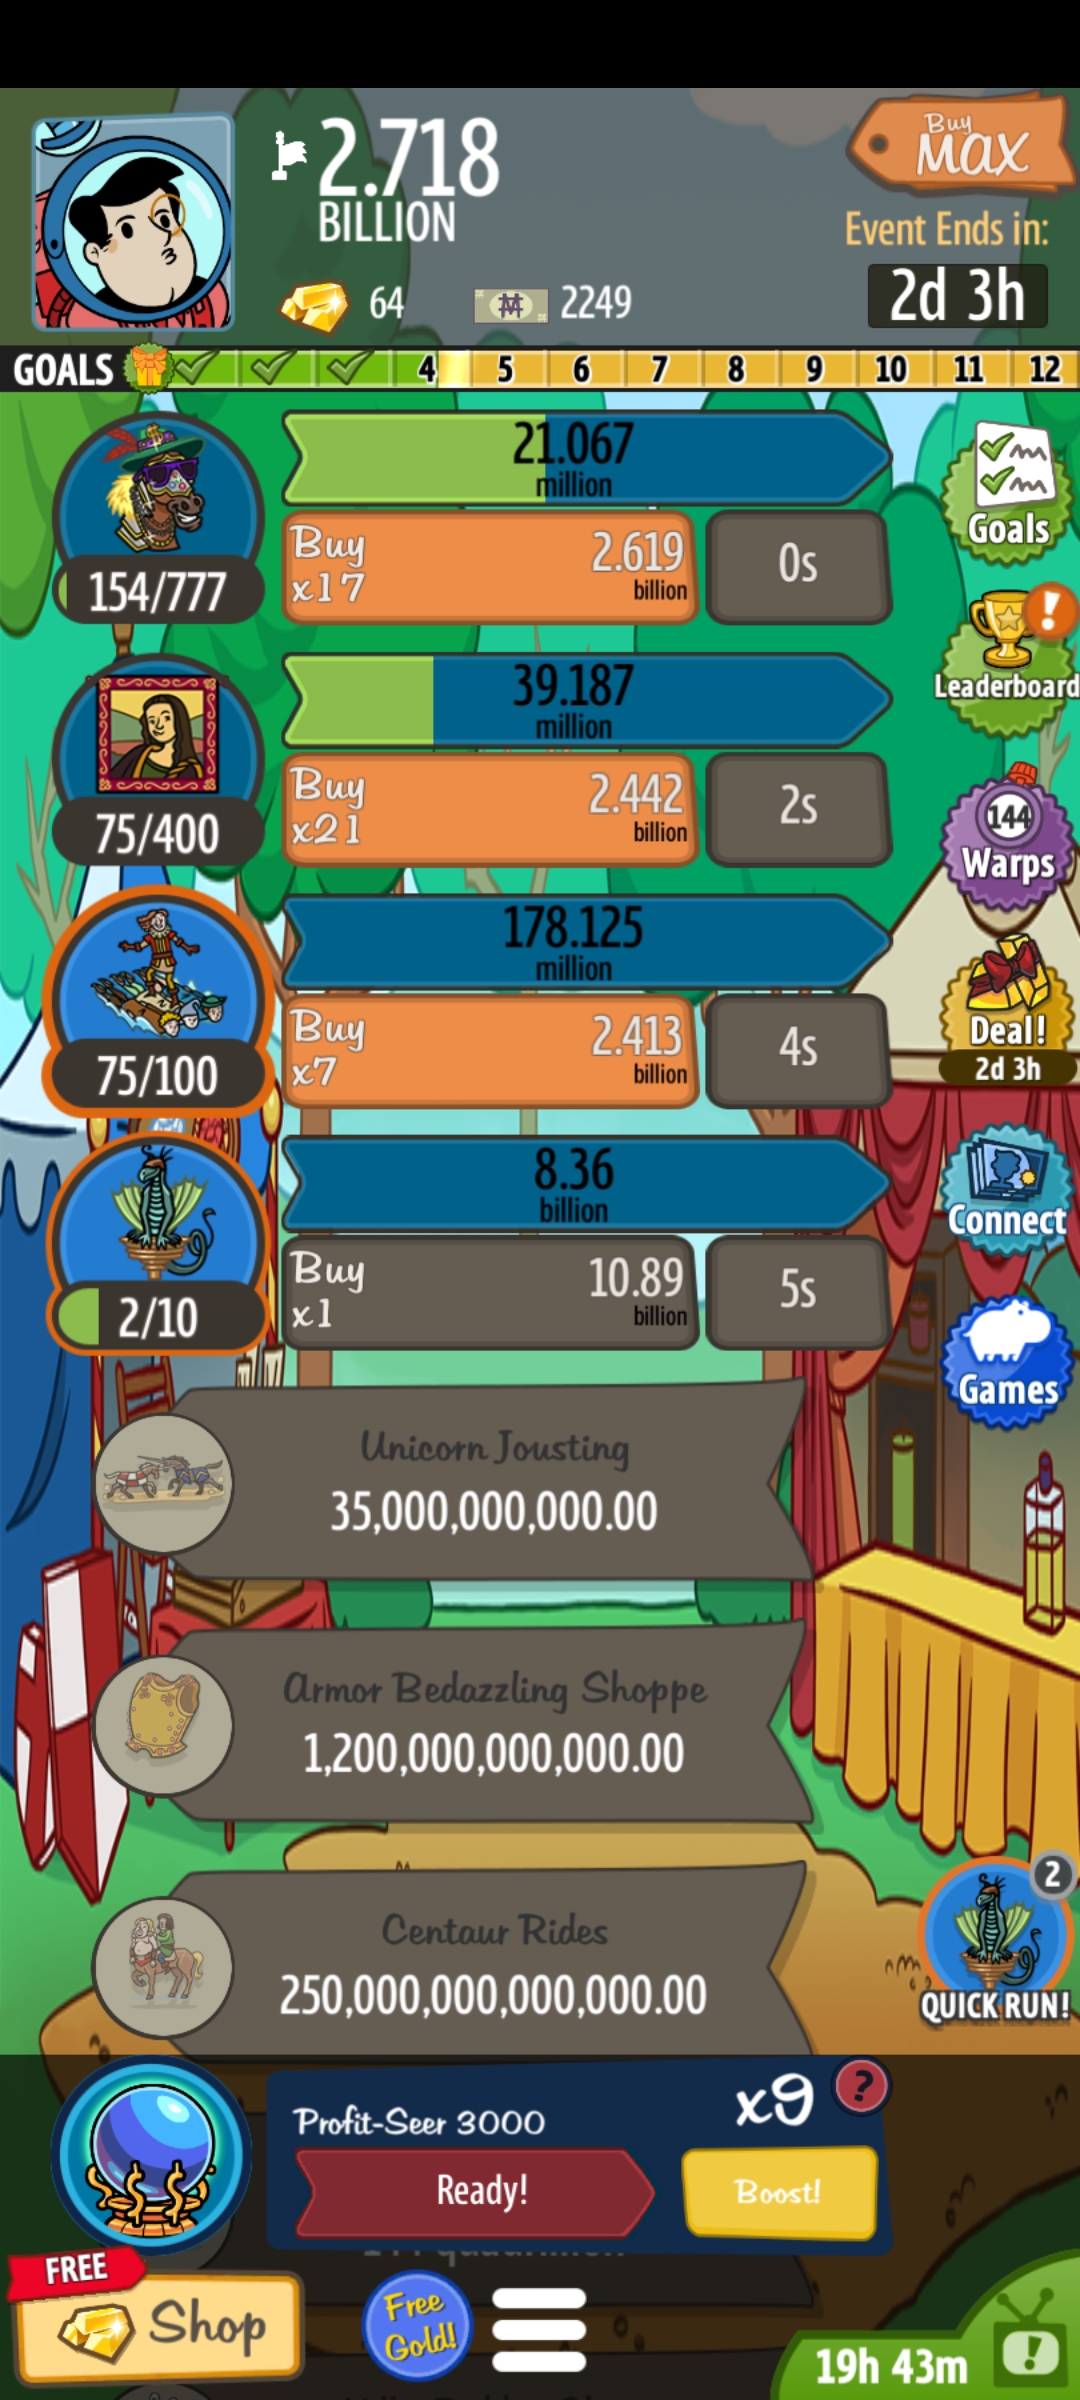 2.718
BILLION
Buy
MAX
Event Ends in:
2d 3h
64
2249
GOALS
4 5 6 7 8 9 10 11 12
21.067
million
154/777
Buy
x17
2.619
billion
0s
Goals
39.187
million
75/400
Buy
x21
2.442
billion
2s
!
Leaderboard
144
Warps
178.125
million
75/100
Buy
x7
2.413
billion
4s
Deal!
2d 3h
8.36
billion
2/10
Buy
x1
10.89
billion
5s
Connect
Games
Unicorn Jousting
35,000,000,000.00
Armor Bedazzling Shoppe
1,200,000,000,000.00
Centaur Rides
250,000,000,000,000.00
2
QUICK RUN!
Profit-Seer 3000
x9
?
Ready!
Boost!
FREE
Shop
Free
Gold!
19h 43m
!